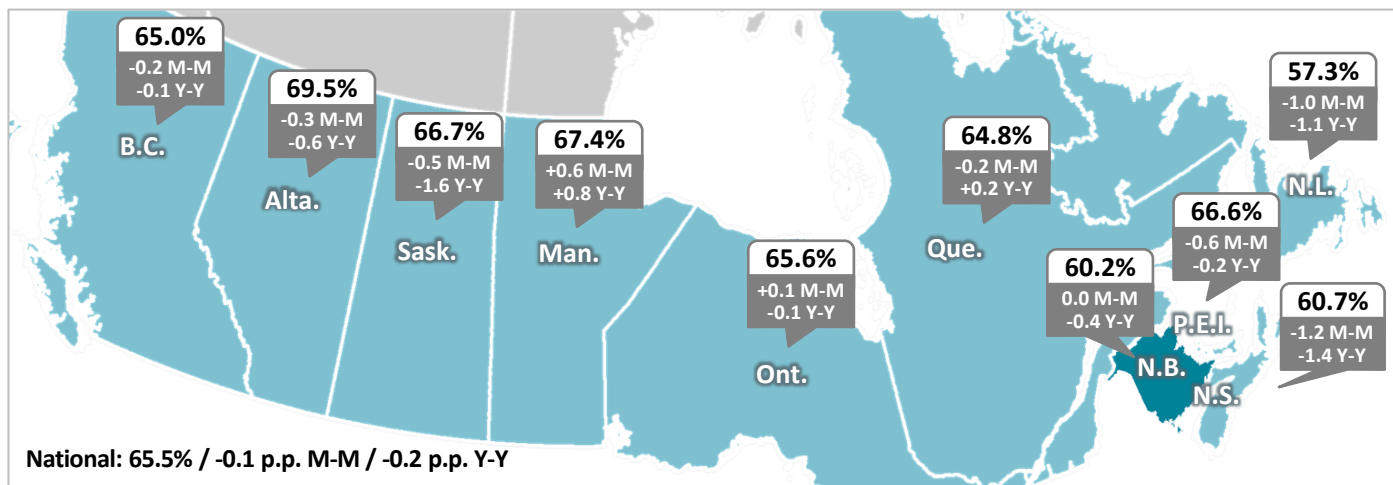 65.0%
-0.2 M-M
-0.1 Y-Y
B.C.
69.5%
-0.3 M-M
-0.6 Y-Y
Alta.
66.7%
-0.5 M-M
-1.6 Y-Y
Sask.
67.4%
+0.6 M-M
+0.8 Y-Y
Man.
65.6%
+0.1 M-M
-0.1 Y-Y
Ont.
64.8%
-0.2 M-M
+0.2 Y-Y
Que.
60.2%
0.0 M-M
-0.4 Y-Y
N.B.
66.6%
-0.6 M-M
-0.2 Y-Y
P.E.I.
60.7%
-1.2 M-M
-1.4 Y-Y
N.S.
57.3%
-1.0 M-M
-1.1 Y-Y
N.L.
National: 65.5% / -0.1 p.p. M-M / -0.2 p.p. Y-Y